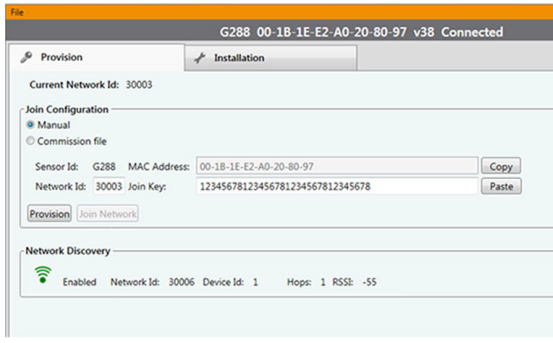 File
G288 00-1B-1E-E2-A0-20-80-97 v38 Connected
Provision
Installation
Current Network Id: 30003
Join Configuration
Manual
Commission file
Sensor Id: G288 MAC Address: 00-1B-1E-E2-A0-20-80-97 Copy
Network Id: 30003 Join Key: 12345678123456781234567812345678 Paste
Provision Join Network
Network Discovery
Enabled Network Id: 30006 Device Id: 1 Hops: 1 RSSI: -55